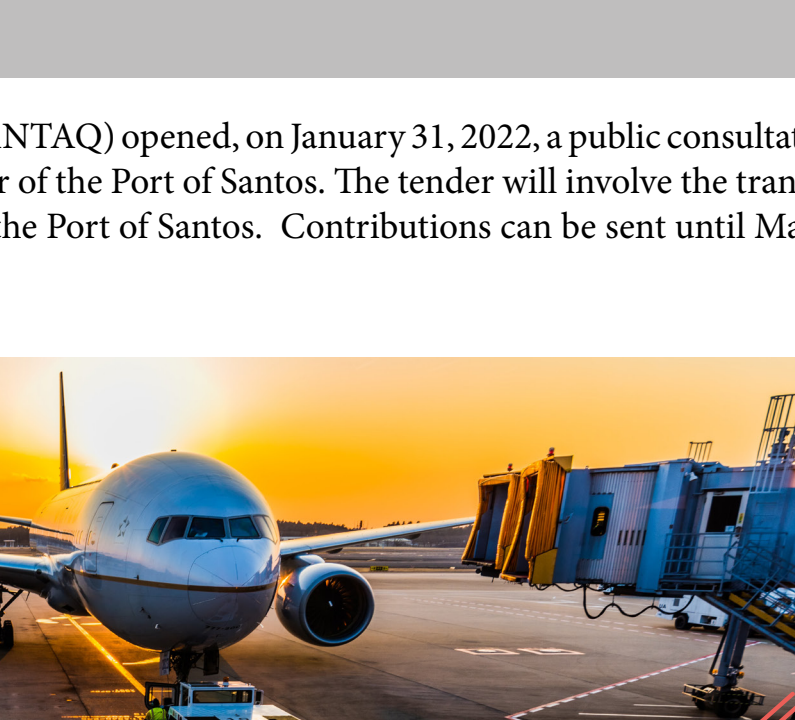 NTAQ) opened, on January 31, 2022, a public consultat
r of the Port of Santos. The tender will involve the tran
the Port of Santos. Contributions can be sent until Ma